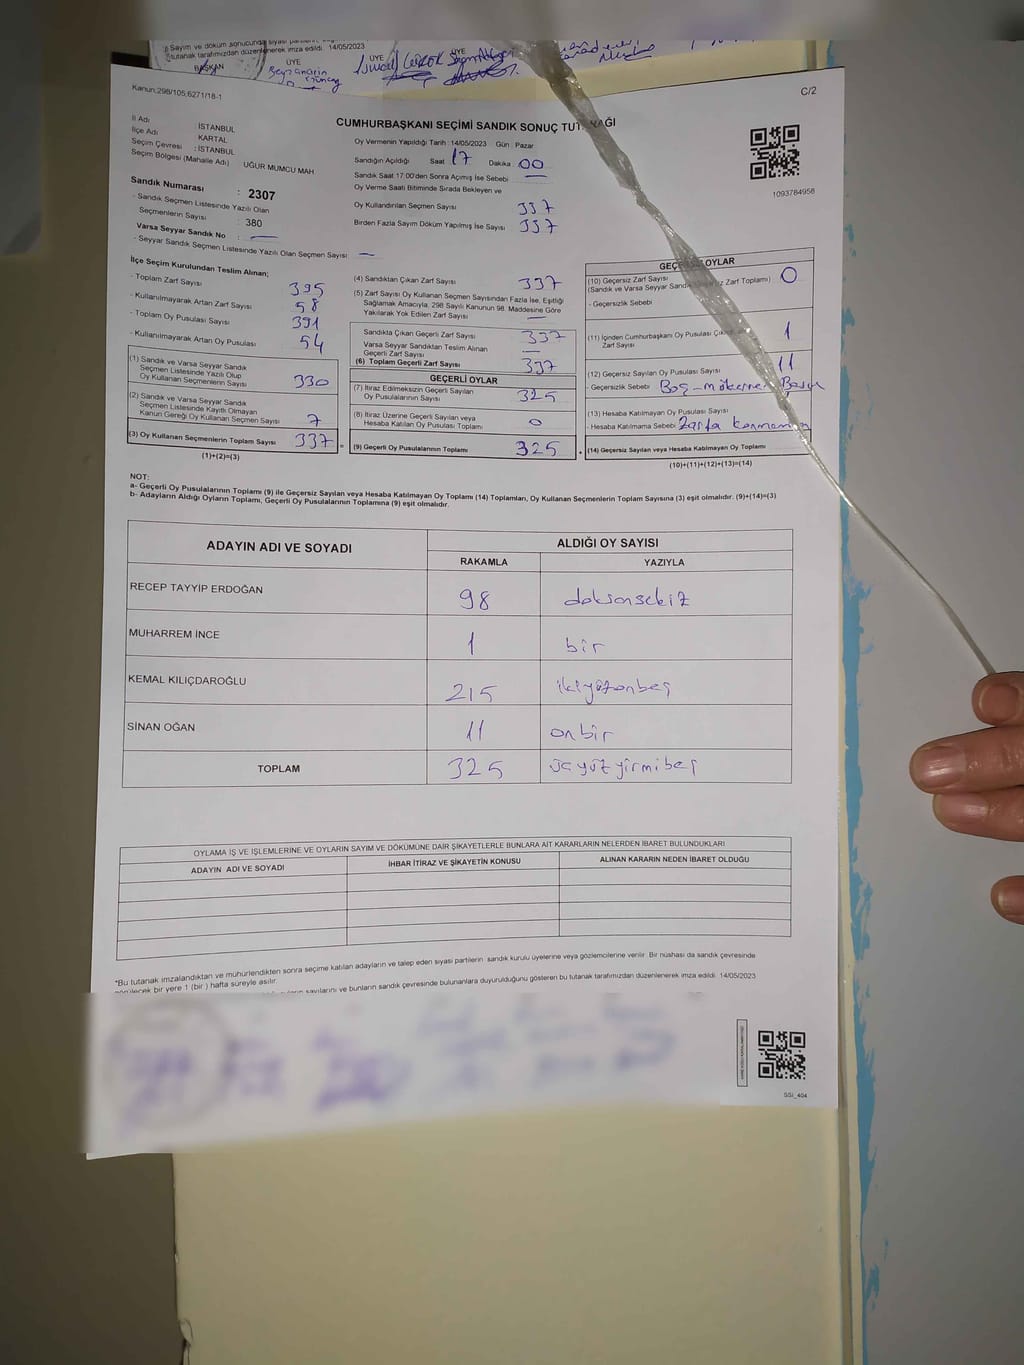 Sayım ve döküm sonucunda siyasi
tutanak tarafımızdan düzenlenerek imza edildi. 14/05/2023
BAŞKAN ÜYE ÜYE ÜYE
Kanun;298/105;6271/18-1
C/2
CUMHURBAŞKANI SEÇİMİ SANDIK SONUÇ
İl Adı İSTANBUL
İlçe Adı KARTAL
Seçim Çevresi : İSTANBUL
Seçim Bölgesi (Mahalle Adı) UĞUR MUMCU MAH
Sandık Numarası : 2307
- Sandık Seçmen Listesinde Yazılı Olan
Seçmenlerin Sayısı : 380
Varsa Seyyar Sandık No : —
- Seyyar Sandık Seçmen Listesinde Yazılı Olan Seçmen Sayısı : —
Oy Vermenin Yapıldığı Tarih : 14/05/2023 Gün : Pazar
Sandığın Açıldığı Saat 17 Dakika 00
Sandık Saat 17:00'den Sonra Açımış İse Sebebi —
Oy Verme Saati Bitiminde Sırada Bekleyen ve
Oy Kullandırılan Seçmen Sayısı 337
Birden Fazla Sayım Döküm Yapılmış İse Sayısı 337
1093784958
İlçe Seçim Kurulundan Teslim Alınan;
- Toplam Zarf Sayısı 395
- Kullanılmayarak Artan Zarf Sayısı 58
- Toplam Oy Pusulası Sayısı 391
- Kullanılmayarak Artan Oy Pusulası 54
(1) Sandık ve Varsa Seyyar Sandık
Seçmen Listesinde Yazılı Olup
Oy Kullanan Seçmenlerin Sayısı 330
(2) Sandık ve Varsa Seyyar Sandık
Seçmen Listesinde Kayıtlı Olmayan
Kanun Gereği Oy Kullanan Seçmen Sayısı 7
(3) Oy Kullanan Seçmenlerin Toplam Sayısı 337 =
(1)+(2)=(3)
(4) Sandıktan Çıkan Zarf Sayısı 337
(5) Zarf Sayısı Oy Kullanan Seçmen Sayısından Fazla İse, Eşitliği
Sağlamak Amacıyla, 298 Sayılı Kanunun 98. Maddesine Göre
Yakılarak Yok Edilen Zarf Sayısı —
Sandıkla Çıkan Geçerli Zarf Sayısı 337
Varsa Seyyar Sandıktan Teslim Alınan
Geçerli Zarf Sayısı —
(6) Toplam Geçerli Zarf Sayısı 337
GEÇERLİ OYLAR
(7) İtiraz Edilmeksizin Geçerli Sayılan
Oy Pusulalarının Sayısı 325
(8) İtiraz Üzerine Geçerli Sayılan veya
Hesaba Katılan Oy Pusulası Toplamı 0
(9) Geçerli Oy Pusulalarının Toplamı 325 +
OYLAR
(10) Geçersiz Zarf Sayısı 0
(Sandık ve Varsa Seyyar Sandık Zarf Toplamı)
- Geçersizlik Sebebi
(11) İçinden Cumhurbaşkanı Oy Pusulası 1
Zarf Sayısı
(12) Geçersiz Sayılan Oy Pusulası Sayısı 11
- Geçersizlik Sebebi Boş -
(13) Hesaba Katılmayan Oy Pusulası Sayısı
- Hesaba Katılmama Sebebi Zarfa
(14) Geçersiz Sayılan veya Hesaba Katılmayan Oy Toplamı
(10)+(11)+(12)+(13)=(14)
NOT:
a- Geçerli Oy Pusulalarının Toplamı (9) ile Geçersiz Sayılan veya Hesaba Katılmayan Oy Toplamı (14) Toplamları, Oy Kullanan Seçmenlerin Toplam Sayısına (3) eşit olmalıdır. (9)+(14)=(3)
b- Adayların Aldığı Oyların Toplamı, Geçerli Oy Pusulalarının Toplamına (9) eşit olmalıdır.
ADAYIN ADI VE SOYADI ALDIĞI OY SAYISI
RAKAMLA YAZIYLA
RECEP TAYYİP ERDOĞAN 98 doksansekiz
MUHARREM İNCE 1 bir
KEMAL KILIÇDAROĞLU 215 ikiyüzonbeş
SİNAN OĞAN 11 onbir
TOPLAM 325 üçyüzyirmibeş
OYLAMA İŞ VE İŞLEMLERİNE VE OYLARIN SAYIM VE DÖKÜMÜNE DAİR ŞİKAYETLERLE BUNLARA AİT KARARLARIN NELERDEN İBARET BULUNDUKLARI
ADAYIN ADI VE SOYADI İHBAR İTİRAZ VE ŞİKAYETİN KONUSU ALINAN KARARIN NEDEN İBARET OLDUĞU
*Bu tutanak imzalandıktan ve mühürlendikten sonra seçime katılan adayların ve talep eden siyasi partilerin sandık kurulu üyelerine veya gözlemcilerine verilir. Bir nüshası da sandık çevresinde
görülecek bir yere 1 (bir ) hafta süreyle asılır.
sayılarını ve bunların sandık çevresinde bulunanlara duyurulduğunu gösteren bu tutanak tarafımızdan düzenlenerek imza edildi. 14/05/2023
SSİ_404